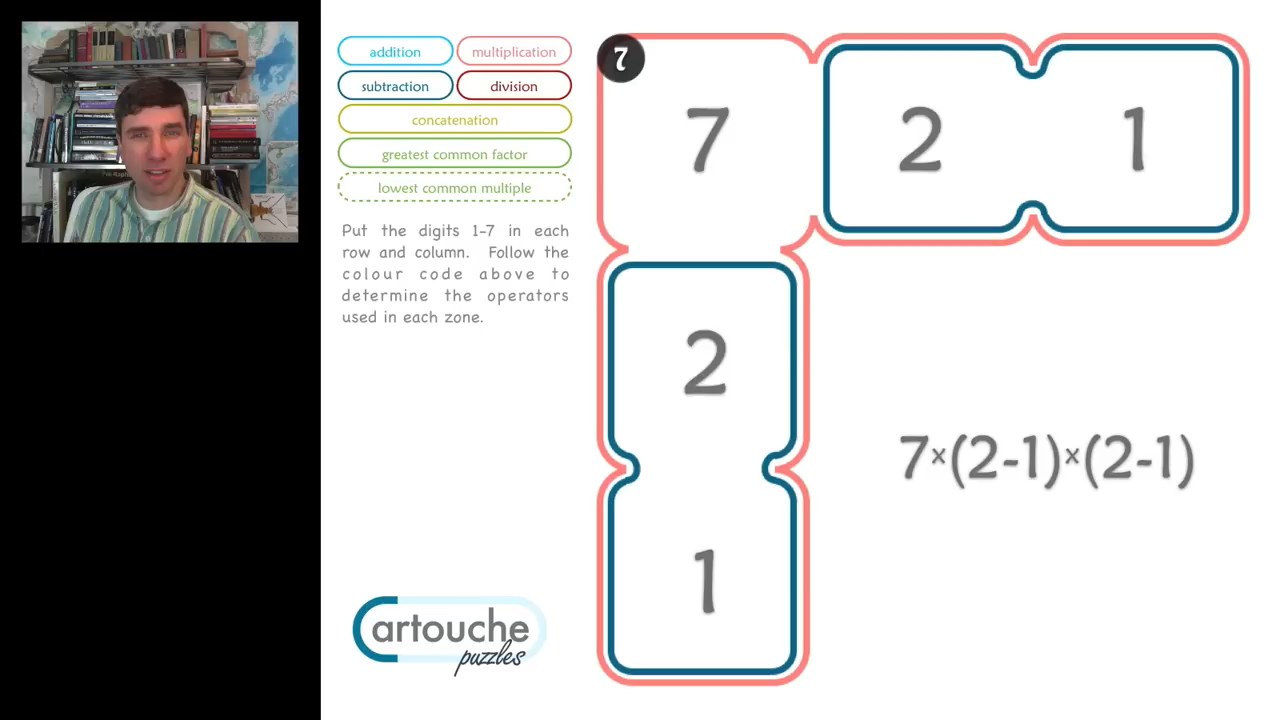 addition
multiplication
subtraction
division
concatenation
greatest common factor
lowest common multiple
Put the digits 1-7 in each
row and column. Follow the
colour code above to
determine the operators
used in each zone.
7
7 2 1
2
7×(2-1)×(2-1)
1
artouche
puzzles